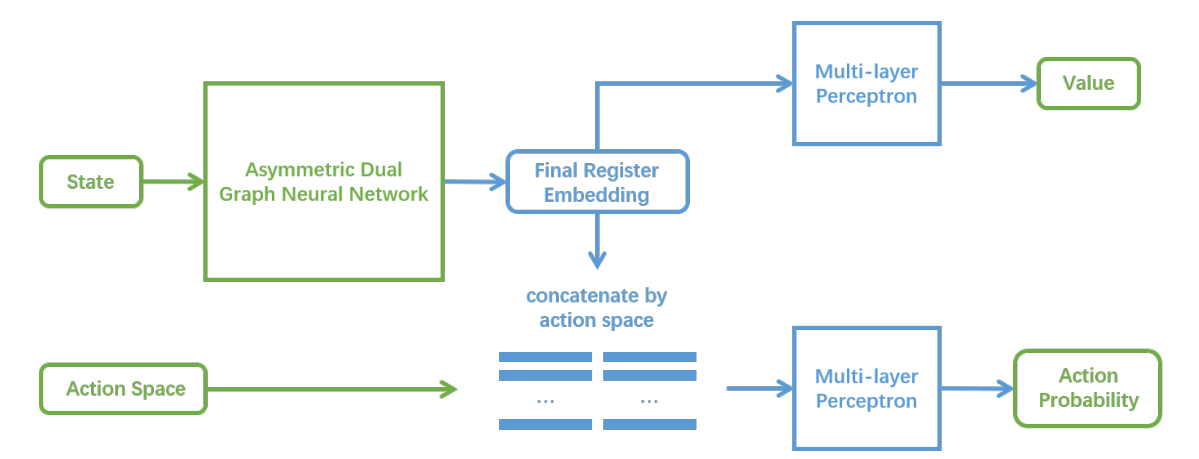 Multi-layer
Perceptron
Value
State
Asymmetric Dual
Graph Neural Network
Final Register
Embedding
concatenate by
action space
Action Space
... ...
Multi-layer
Perceptron
Action
Probability